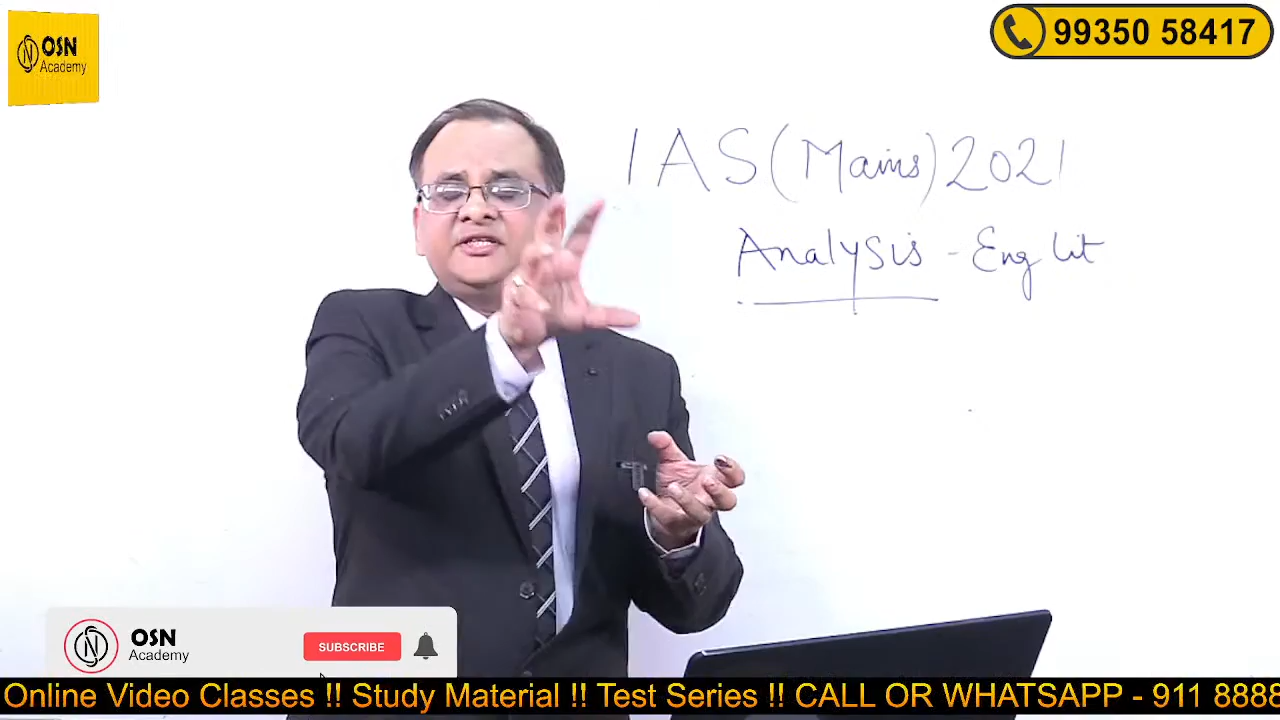 OSN
Academy
99350 58417
IAS (Mains) 2021
Analysis - Eng lit
OSN
Academy
SUBSCRIBE
Online Video Classes !! Study Material !! Test Series !! CALL OR WHATSAPP - 911 8888